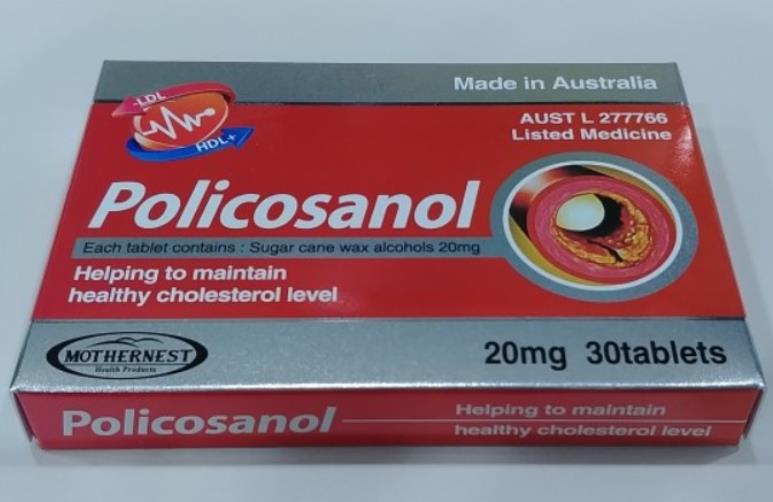 Made in Australia
-LDL
HDL+
AUST L 277766
Listed Medicine
Policosanol
Each tablet contains : Sugar cane wax alcohols 20mg
Helping to maintain
healthy cholesterol level
MOTHERNEST
Health Products
20mg 30tablets
Policosanol
Helping to maintain
healthy cholesterol level